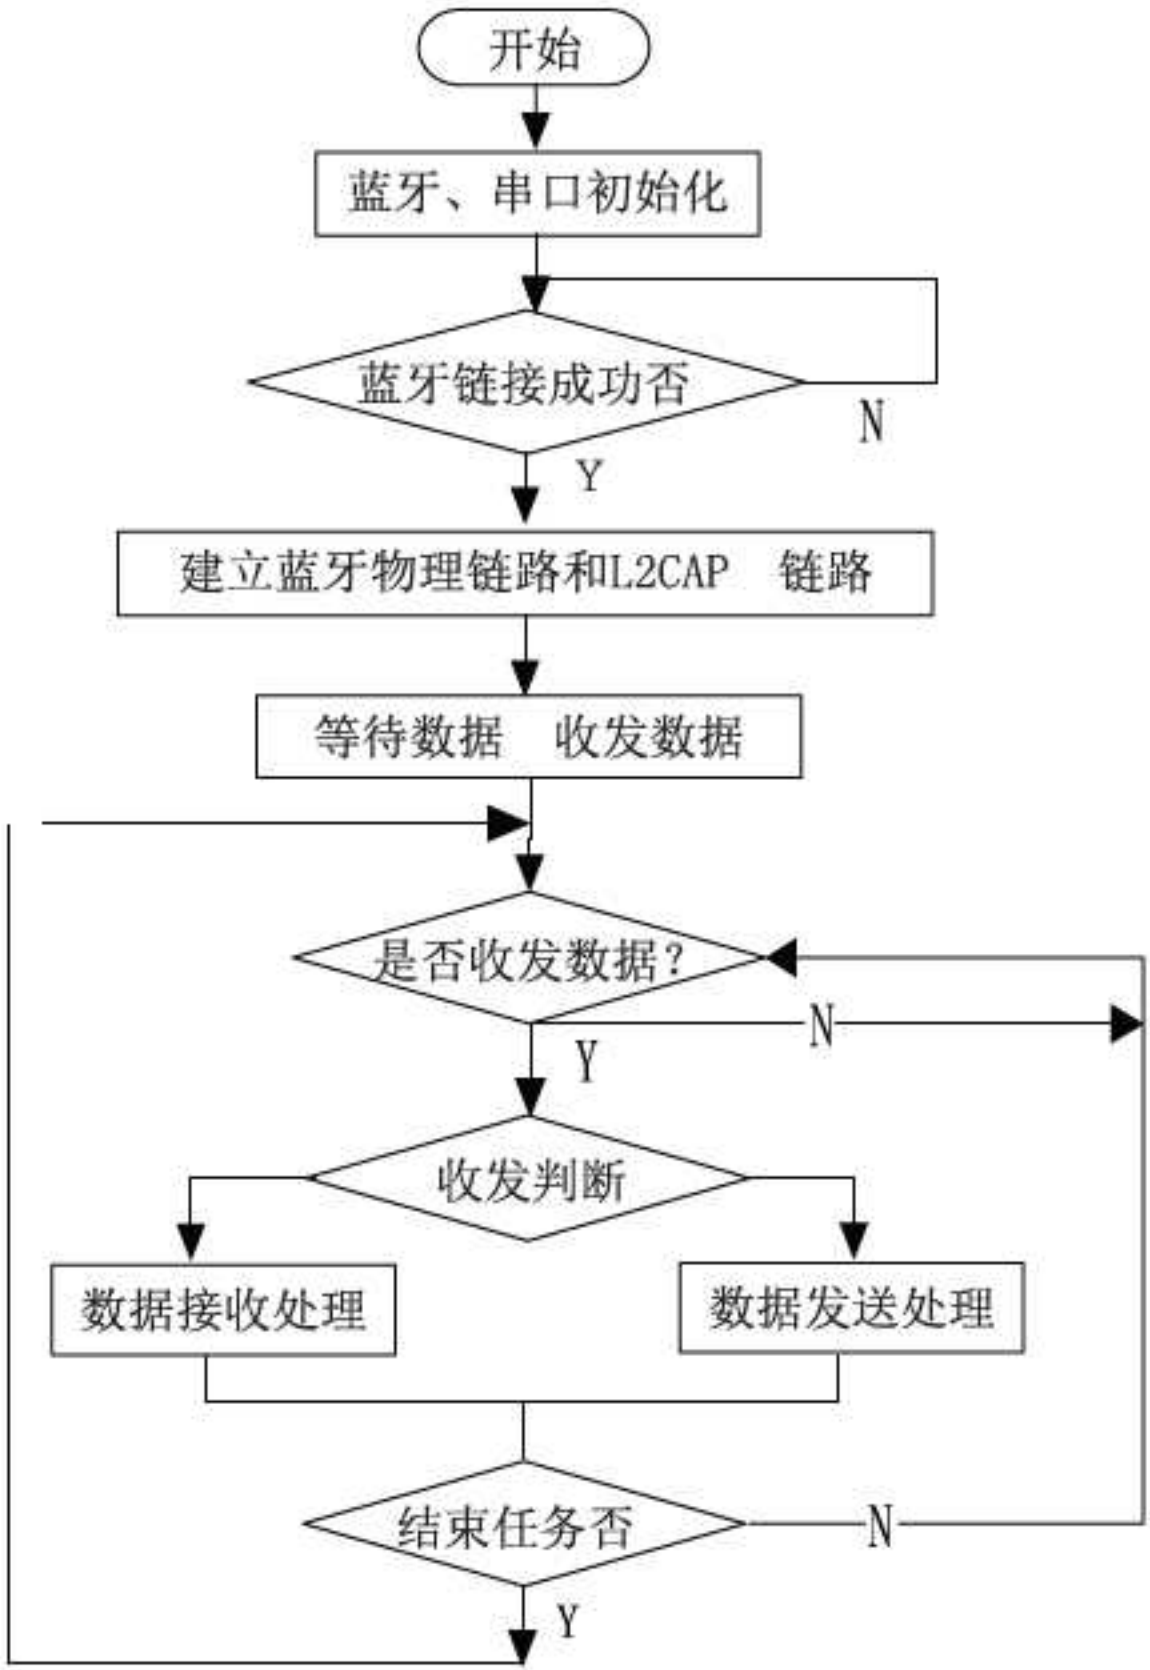 开始
蓝牙、串口初始化
蓝牙链接成功否
N
Y
建立蓝牙物理链路和L2CAP 链路
等待数据 收发数据
是否收发数据?
N
Y
收发判断
数据接收处理
数据发送处理
结束任务否
N
Y